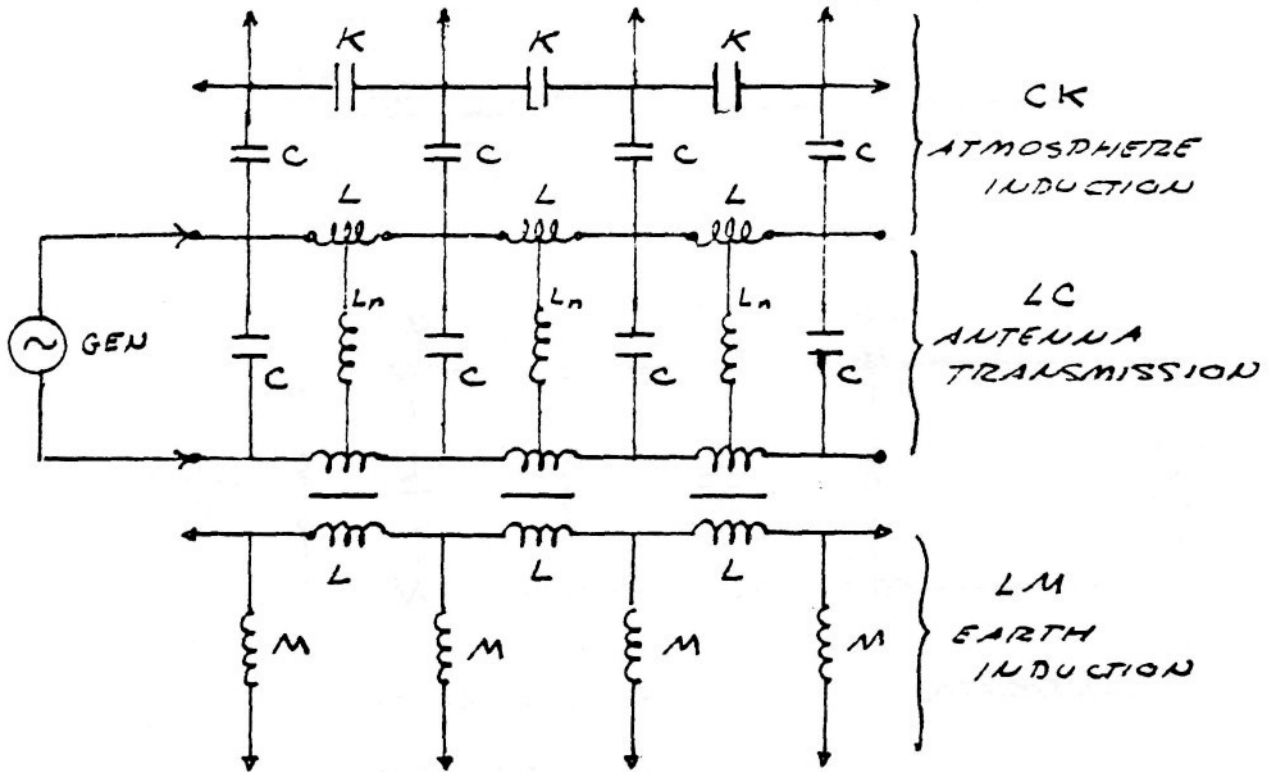 K K K
CK
ATMOSPHERE
INDUCTION
C C C C
L L L
GEN
Ln Ln Ln
LC
ANTENNA
TRANSMISSION
C C C C
L L L
LM
EARTH
INDUCTION
M M M M